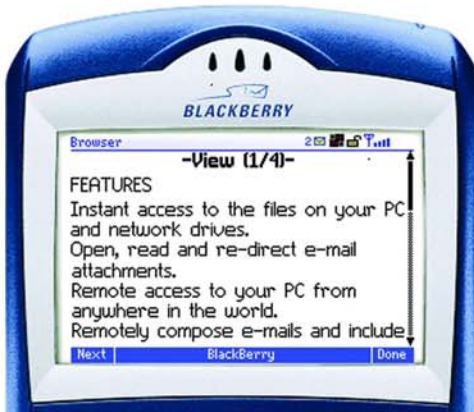 BLACKBERRY
Browser 2
-View (1/4)-
FEATURES
Instant access to the files on your PC
and network drives.
Open, read and re-direct e-mail
attachments.
Remote access to your PC from
anywhere in the world.
Remotely compose e-mails and include
Next BlackBerry Done